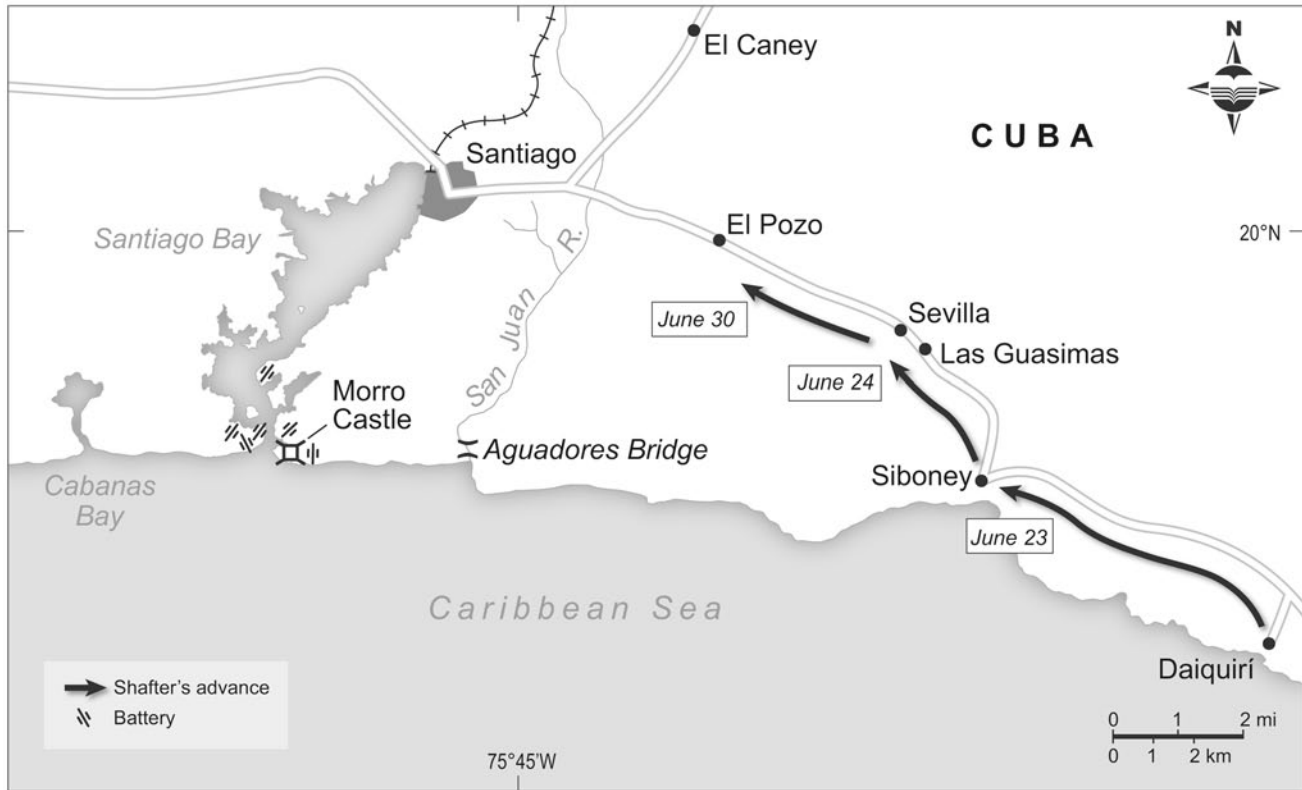 El Caney
N
CUBA
Santiago
Santiago Bay
El Pozo
20°N
San Juan R.
June 30
Sevilla
Las Guasimas
June 24
Morro
Castle
Aguadores Bridge
Siboney
Cabanas
Bay
June 23
Caribbean Sea
Daiquirí
Shafter's advance
Battery
0 1 2 mi
0 1 2 km
75°45'W